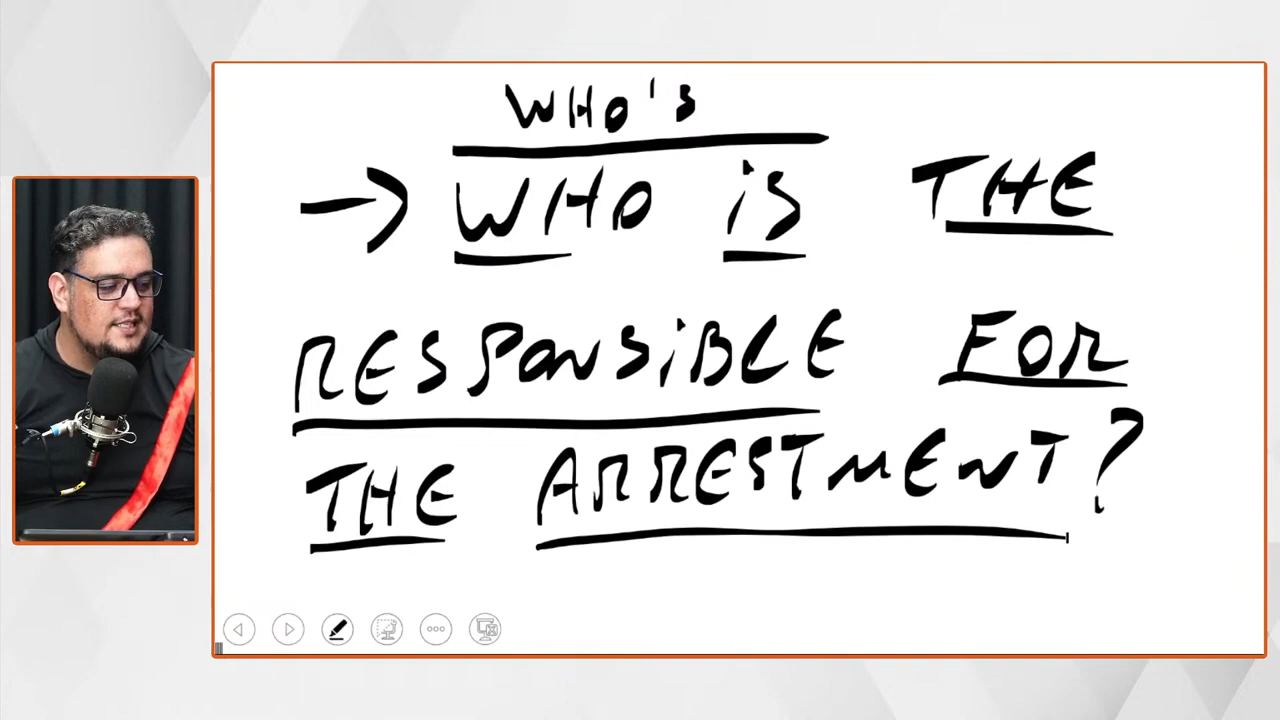 WHO'S
→ WHO is THE
RESPONSiBLE FOR
THE ARRESTMENT?